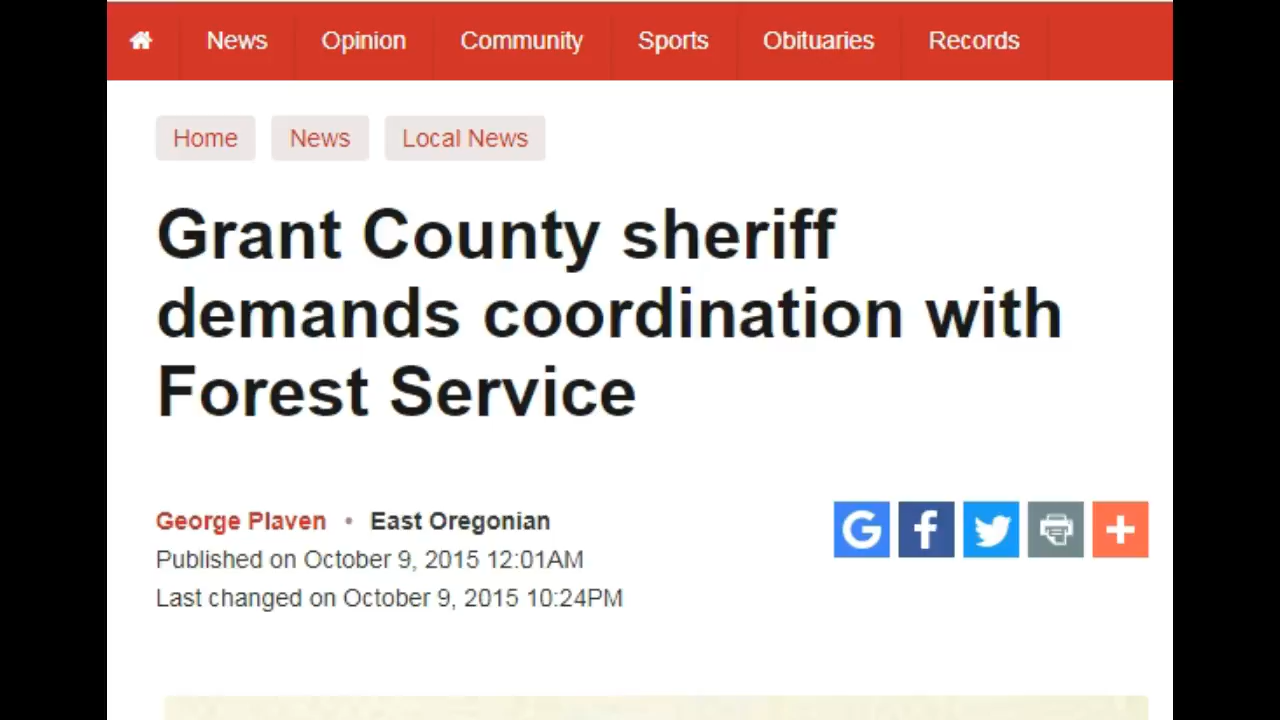 News Opinion Community Sports Obituaries Records
Home News Local News
Grant County sheriff
demands coordination with
Forest Service
George Plaven • East Oregonian
Published on October 9, 2015 12:01AM
Last changed on October 9, 2015 10:24PM